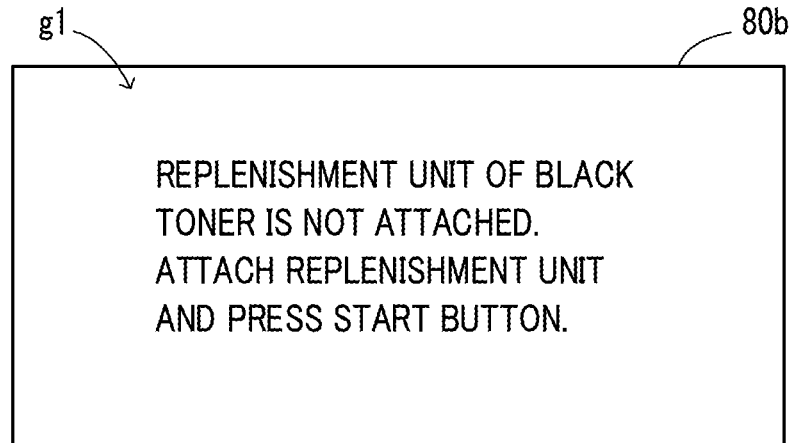 g1 80b
REPLENISHMENT UNIT OF BLACK
TONER IS NOT ATTACHED.
ATTACH REPLENISHMENT UNIT
AND PRESS START BUTTON.